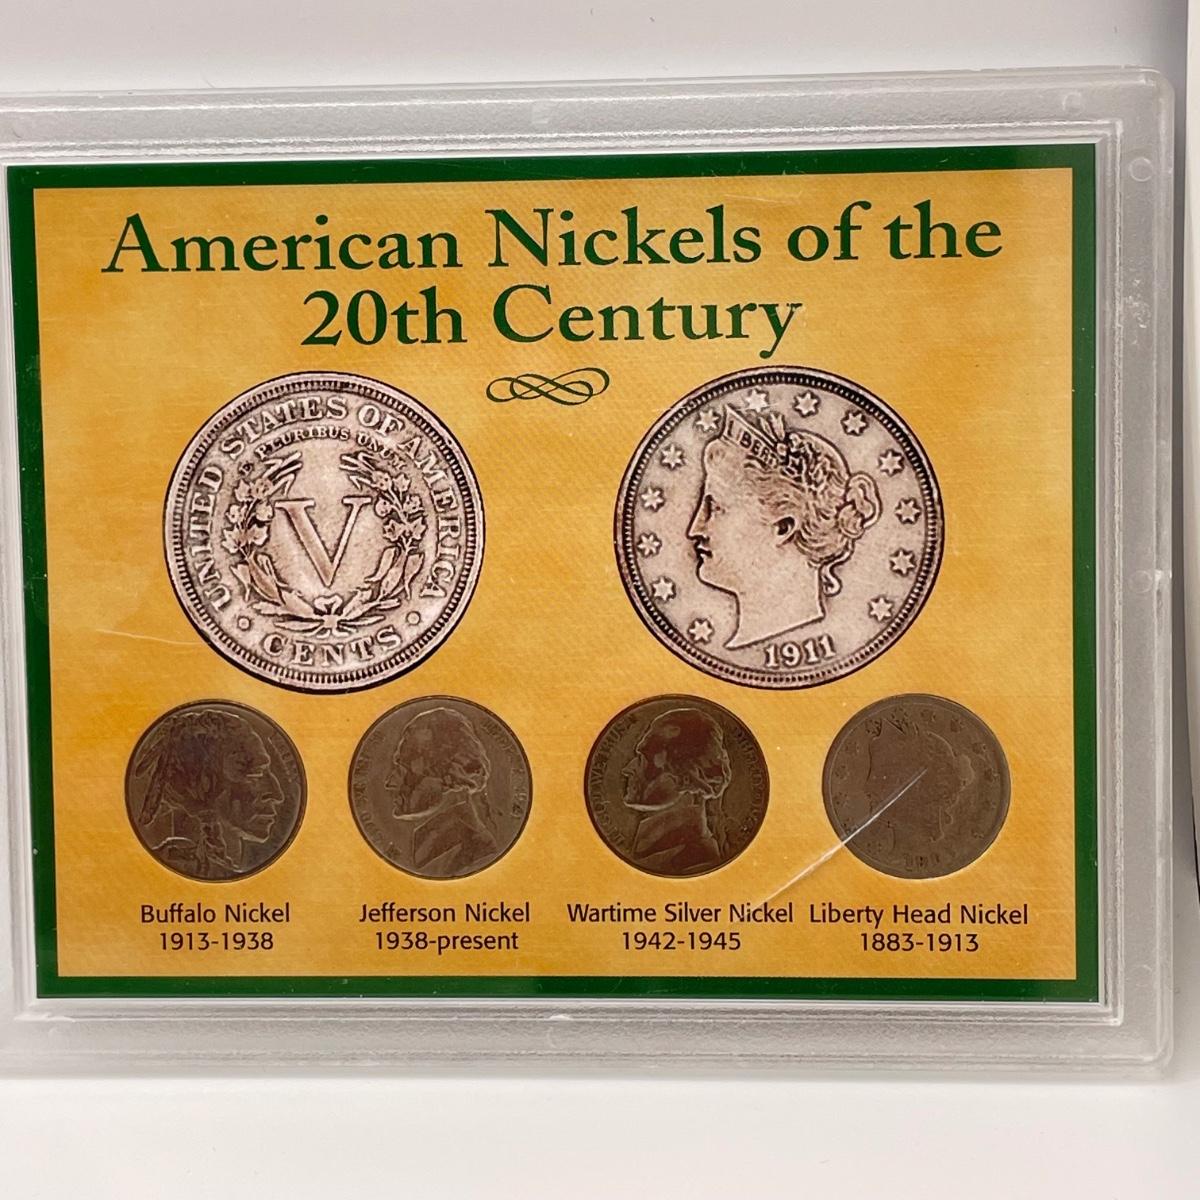 American Nickels of the
20th Century
UNITED STATES OF AMERICA
E PLURIBUS UNUM
V
CENTS
LIBERTY
1911
Buffalo Nickel
1913-1938
Jefferson Nickel
1938-present
Wartime Silver Nickel
1942-1945
Liberty Head Nickel
1883-1913